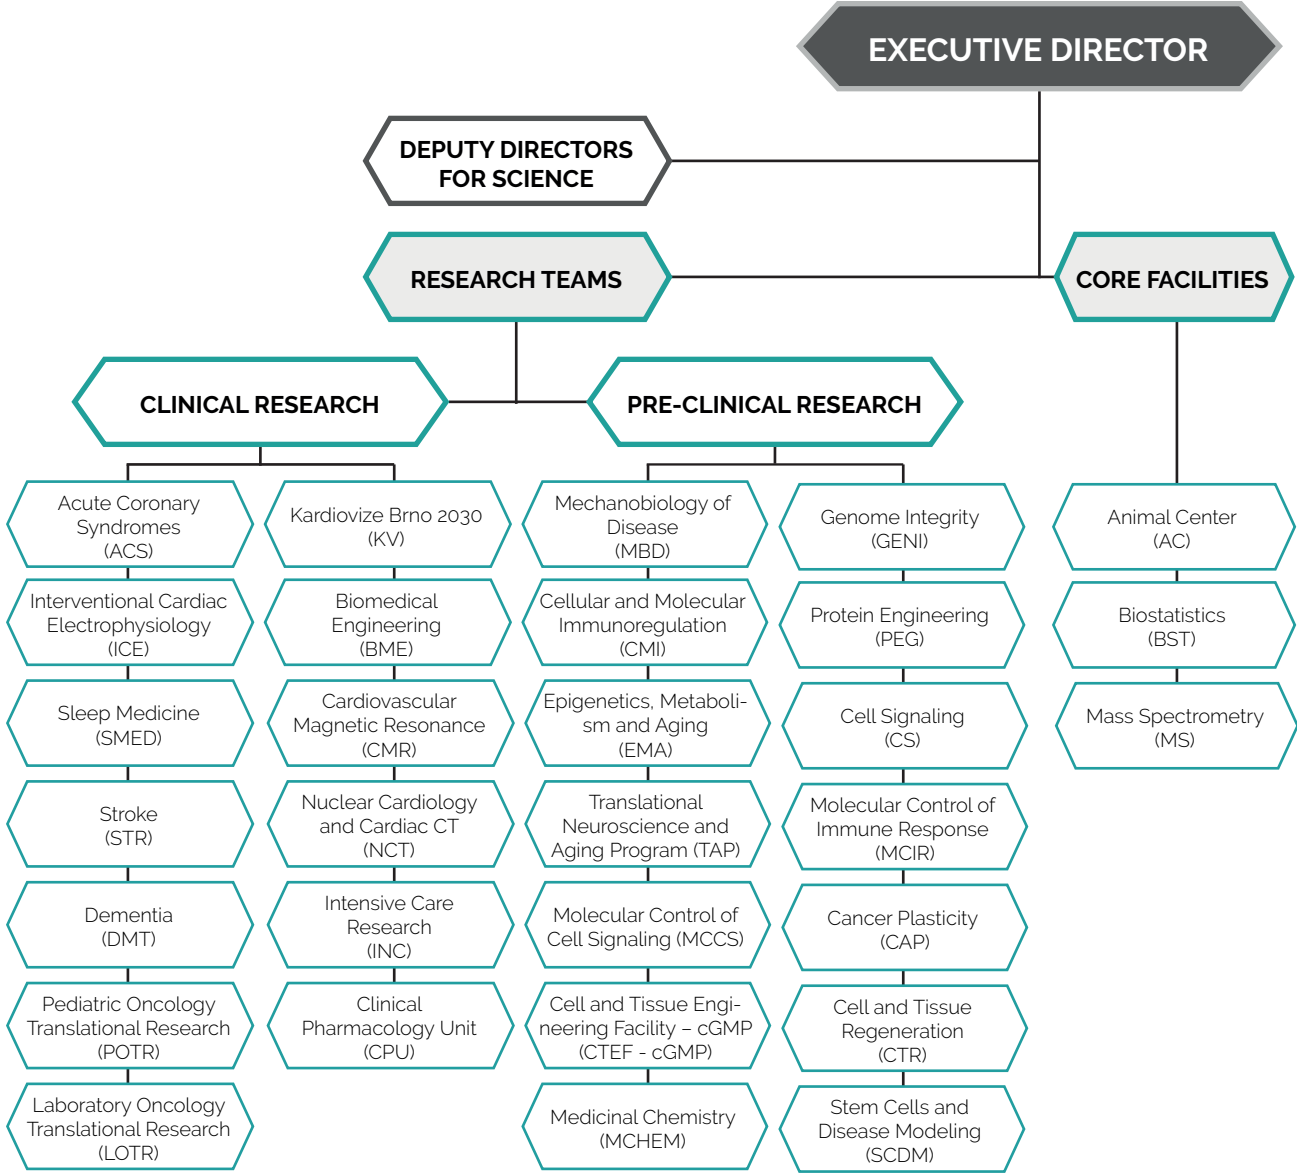 EXECUTIVE DIRECTOR
DEPUTY DIRECTORS
FOR SCIENCE
RESEARCH TEAMS
CORE FACILITIES
CLINICAL RESEARCH
PRE-CLINICAL RESEARCH
Acute Coronary
Syndromes
(ACS)
Interventional Cardiac
Electrophysiology
(ICE)
Sleep Medicine
(SMED)
Stroke
(STR)
Dementia
(DMT)
Pediatric Oncology
Translational Research
(POTR)
Laboratory Oncology
Translational Research
(LOTR)
Kardiovize Brno 2030
(KV)
Biomedical
Engineering
(BME)
Cardiovascular
Magnetic Resonance
(CMR)
Nuclear Cardiology
and Cardiac CT
(NCT)
Intensive Care
Research
(INC)
Clinical
Pharmacology Unit
(CPU)
Mechanobiology of
Disease
(MBD)
Cellular and Molecular
Immunoregulation
(CMI)
Epigenetics, Metaboli-
sm and Aging
(EMA)
Translational
Neuroscience and
Aging Program (TAP)
Molecular Control of
Cell Signaling (MCCS)
Cell and Tissue Engi-
neering Facility – cGMP
(CTEF - cGMP)
Medicinal Chemistry
(MCHEM)
Genome Integrity
(GENI)
Protein Engineering
(PEG)
Cell Signaling
(CS)
Molecular Control of
Immune Response
(MCIR)
Cancer Plasticity
(CAP)
Cell and Tissue
Regeneration
(CTR)
Stem Cells and
Disease Modeling
(SCDM)
Animal Center
(AC)
Biostatistics
(BST)
Mass Spectrometry
(MS)